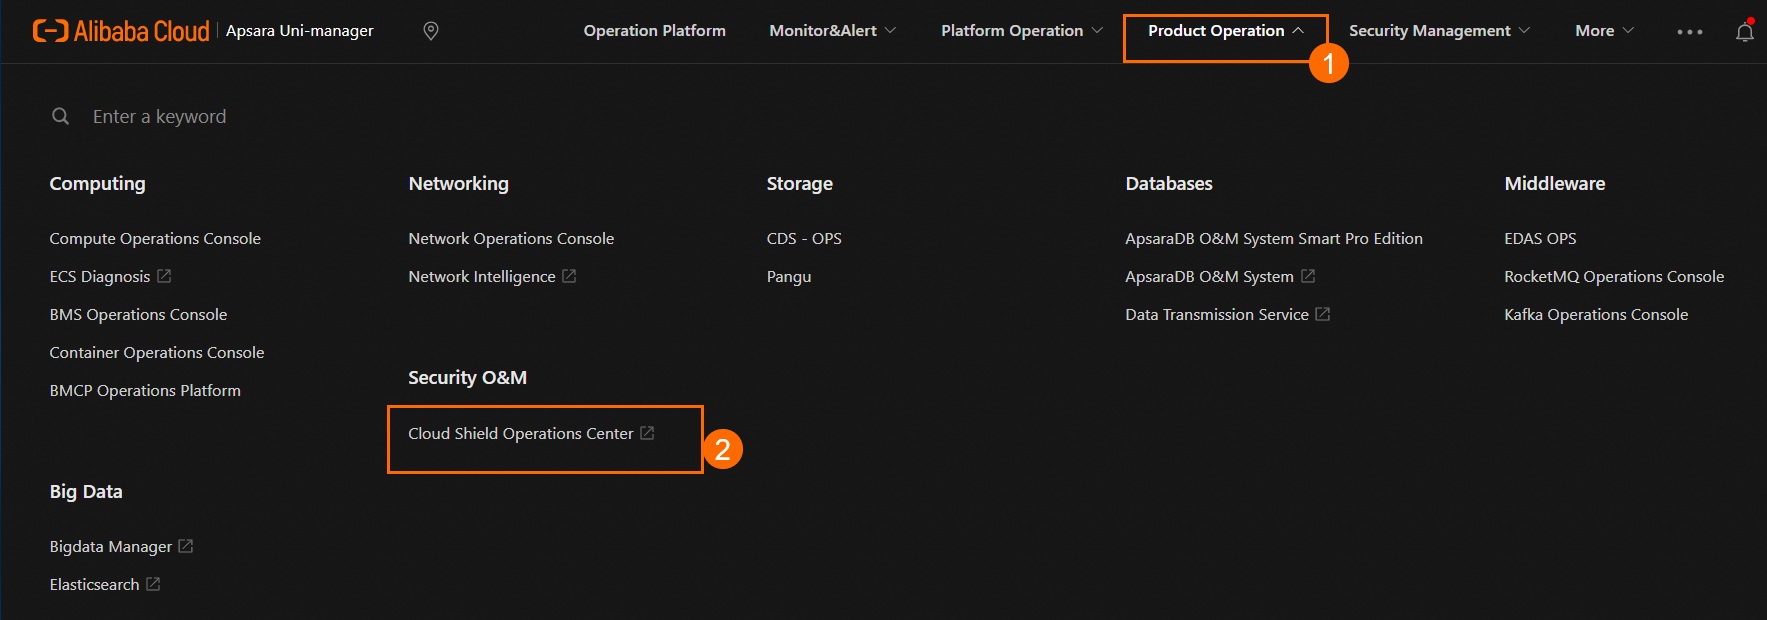 Alibaba Cloud | Apsara Uni-manager Operation Platform Monitor&Alert Platform Operation Product Operation Security Management More ...
1
Enter a keyword
Computing
Compute Operations Console
ECS Diagnosis
BMS Operations Console
Container Operations Console
BMCP Operations Platform
Networking
Network Operations Console
Network Intelligence
Storage
CDS - OPS
Pangu
Databases
ApsaraDB O&M System Smart Pro Edition
ApsaraDB O&M System
Data Transmission Service
Middleware
EDAS OPS
RocketMQ Operations Console
Kafka Operations Console
Security O&M
Cloud Shield Operations Center
2
Big Data
Bigdata Manager
Elasticsearch